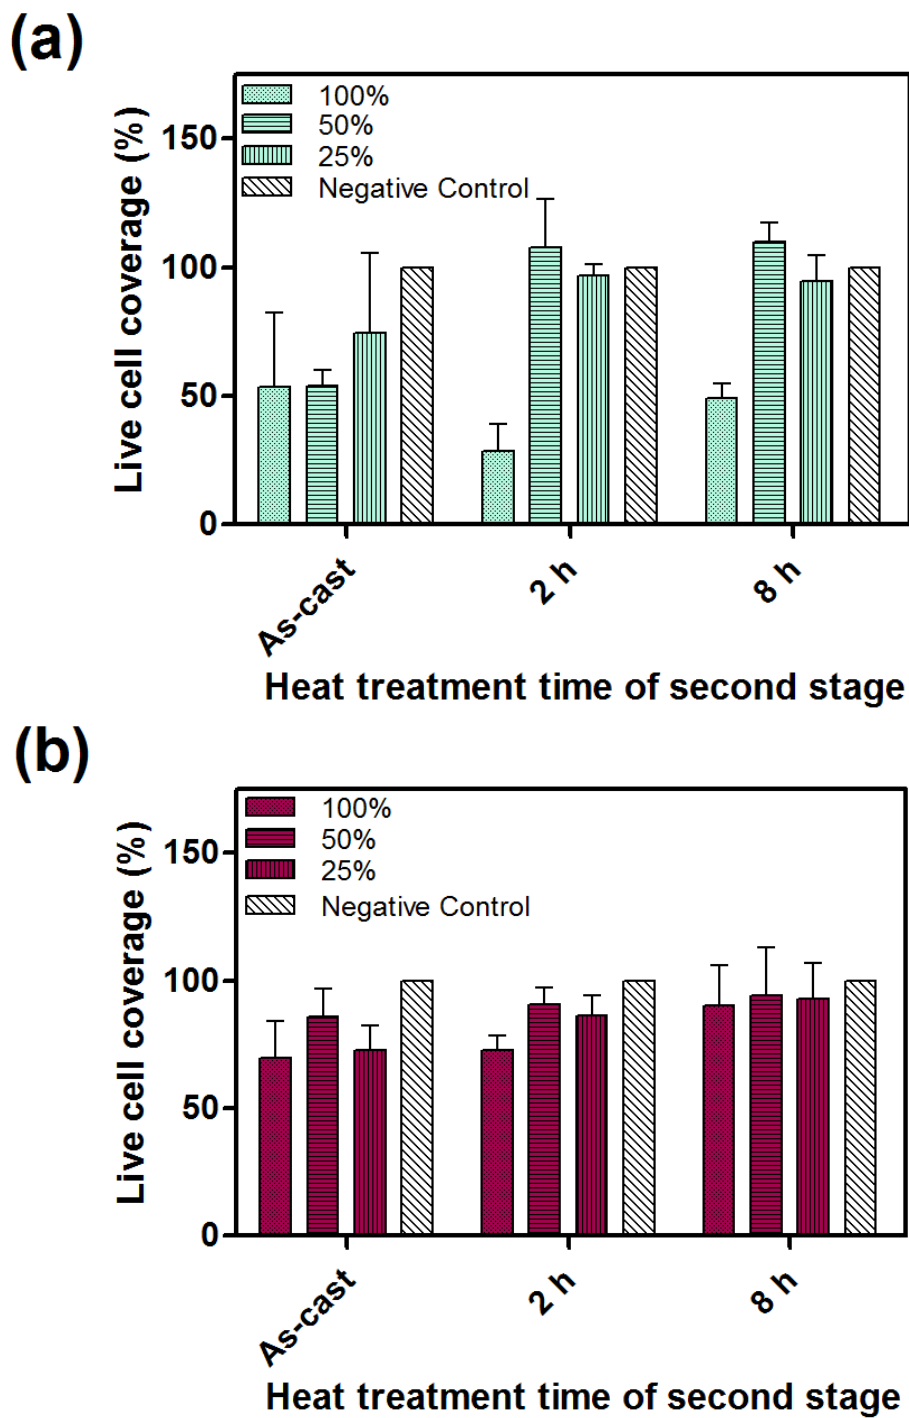 (a)
100%
50%
25%
Negative Control
Live cell coverage (%)
150
100
50
0
As-cast
2 h
8 h
Heat treatment time of second stage
(b)
100%
50%
25%
Negative Control
Live cell coverage (%)
150
100
50
0
As-cast
2 h
8 h
Heat treatment time of second stage